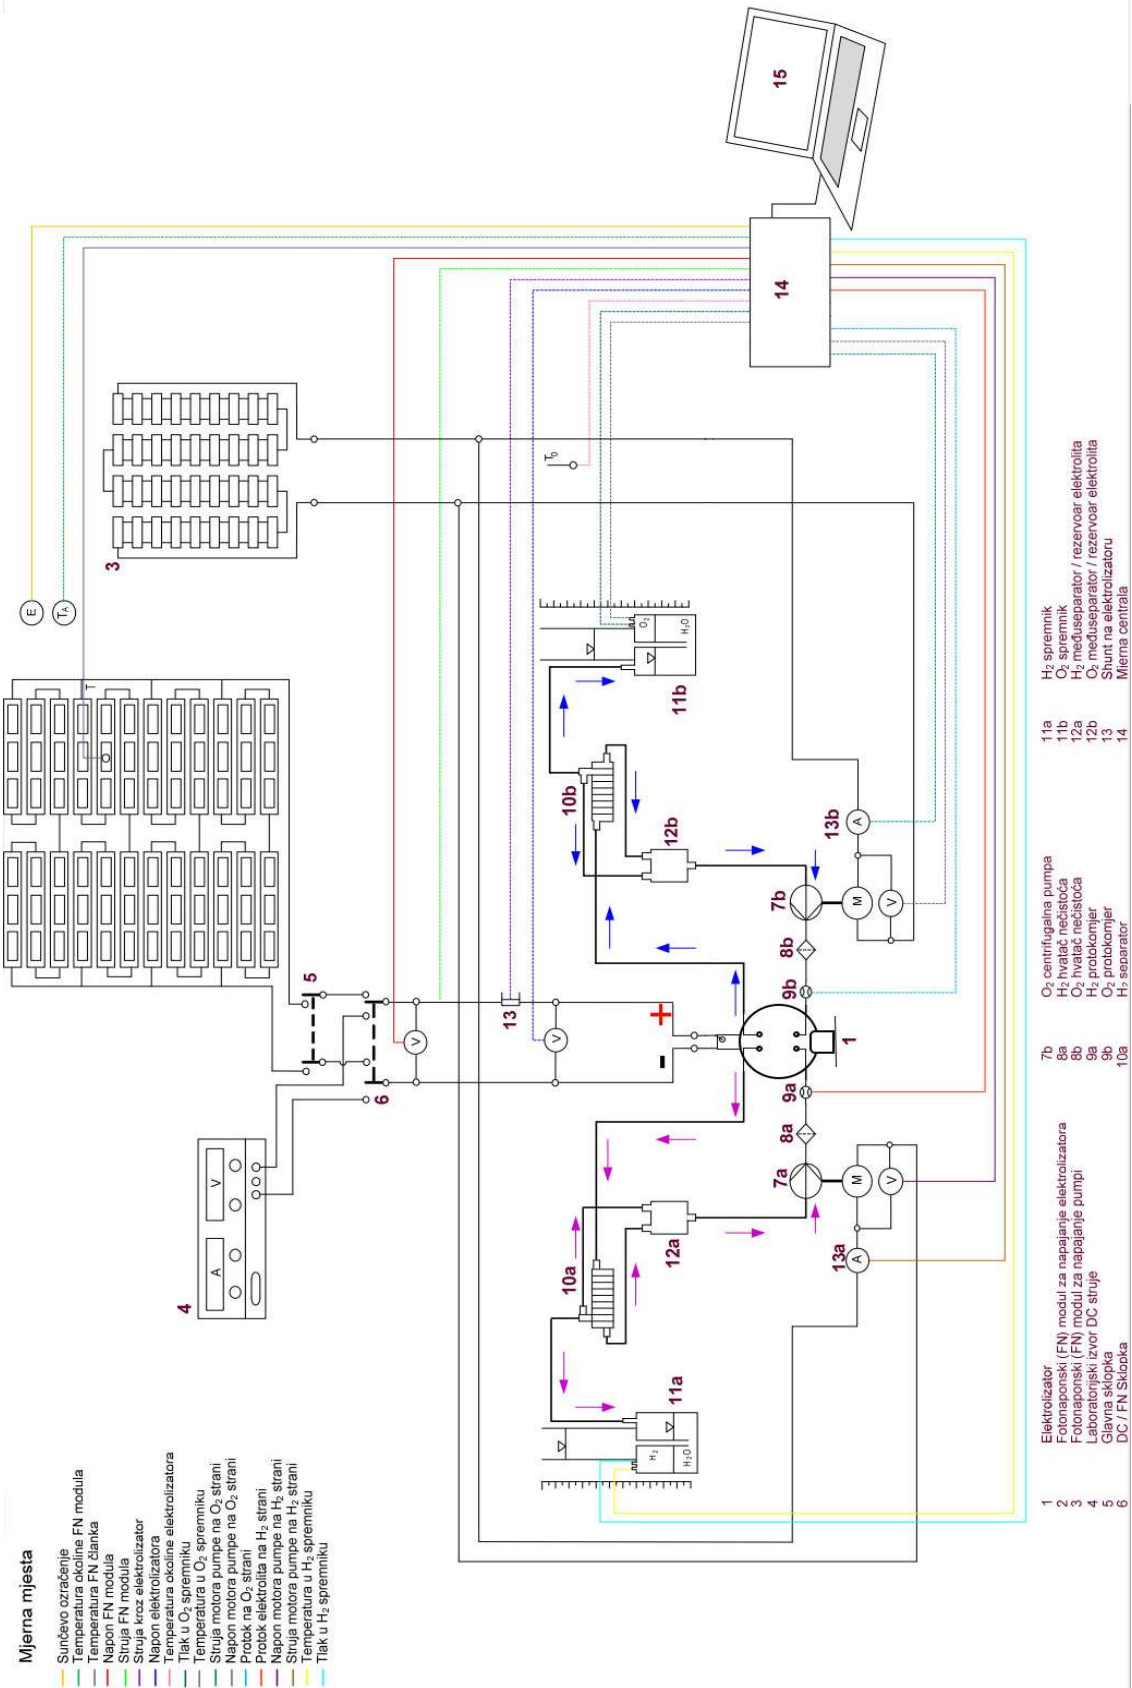 Mjerna mjesta
Sunčevo ozračenje
Temperatura okoline FN modula
Temperatura FN članka
Napon FN modula
Struja FN modula
Struja kroz elektrolizator
Napon elektrolizatora
Temperatura okoline elektrolizatora
Tlak u O₂ spremniku
Temperatura u O₂ spremniku
Struja motora pumpe na O₂ strani
Napon motora pumpe na O₂ strani
Protok na O₂ strani
Protok elektrolita na H₂ strani
Napon motora pumpe na H₂ strani
Struja motora pumpe na H₂ strani
Temperatura u H₂ spremniku
Tlak u H₂ spremniku
4
A
V
E
T_A
T
3
15
14
5
6
V
13
V
T₀
+
-
1
10a
10b
11a
H₂
H₂O
11b
O₂
H₂O
12a
12b
7a
8a
9a
9b
8b
7b
M
V
13a
A
M
V
13b
A
1 Elektrolizator
2 Fotonaponski (FN) modul za napajanje elektrolizatora
3 Fotonaponski (FN) modul za napajanje pumpi
4 Laboratorijski izvor DC struje
5 Glavna sklopka
6 DC / FN Sklopka
7b O₂ centrifugalna pumpa
8a H₂ hvatač nečistoća
8b O₂ hvatač nečistoća
9a H₂ protokomjer
9b O₂ protokomjer
10a H₂ separator
11a H₂ spremnik
11b O₂ spremnik
12a H₂ međuseparator / rezervoar elektrolita
12b O₂ međuseparator / rezervoar elektrolita
13 Shunt na elektrolizatoru
14 Mjerna centrala